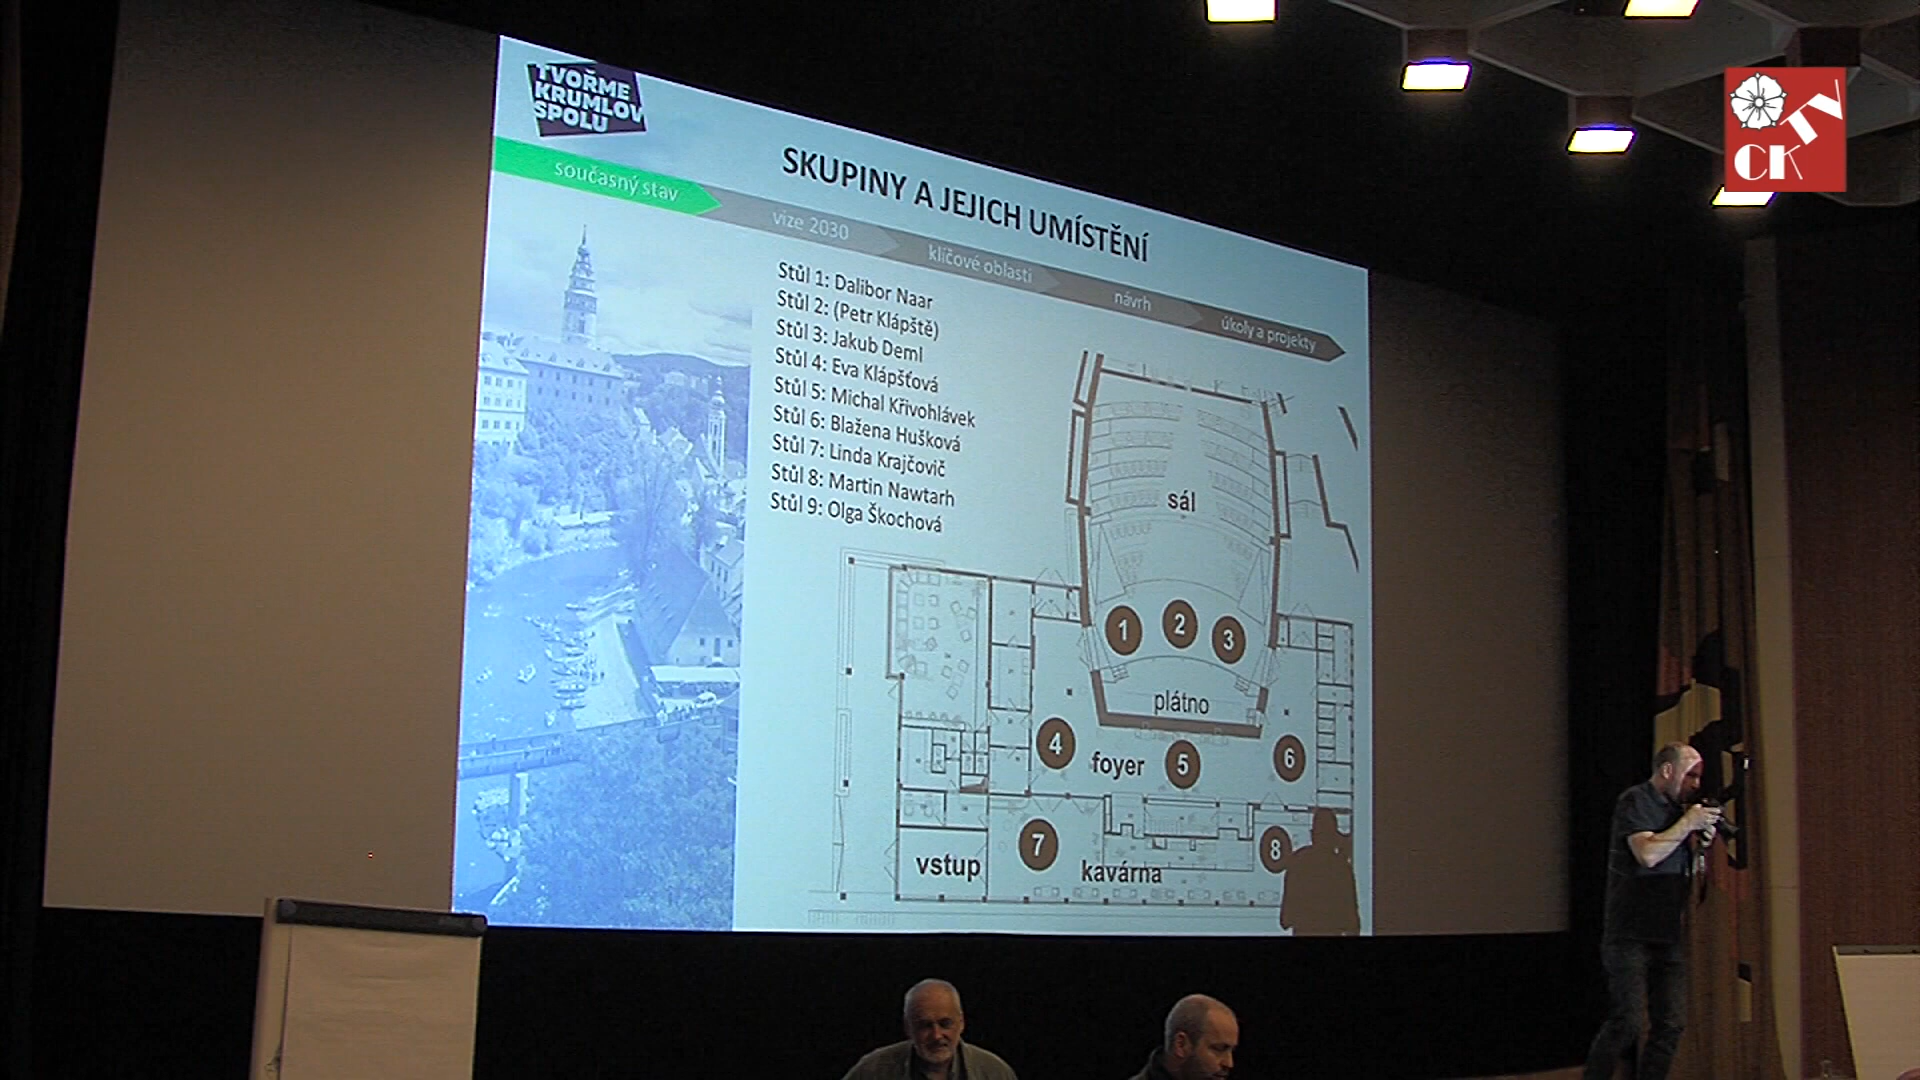 TVOŘME
KRUMLOV
SPOLU
SKUPINY A JEJICH UMÍSTĚNÍ
současný stav
vize 2030
klíčové oblasti
návrh
úkoly a projekty
Stůl 1: Dalibor Naar
Stůl 2: (Petr Klápště)
Stůl 3: Jakub Deml
Stůl 4: Eva Klápšťová
Stůl 5: Michal Křivohlávek
Stůl 6: Blažena Hušková
Stůl 7: Linda Krajčovič
Stůl 8: Martin Nawtarh
Stůl 9: Olga Škochová
sál
1 2 3
plátno
4 foyer 5 6
7 8
vstup kavárna
CK TV